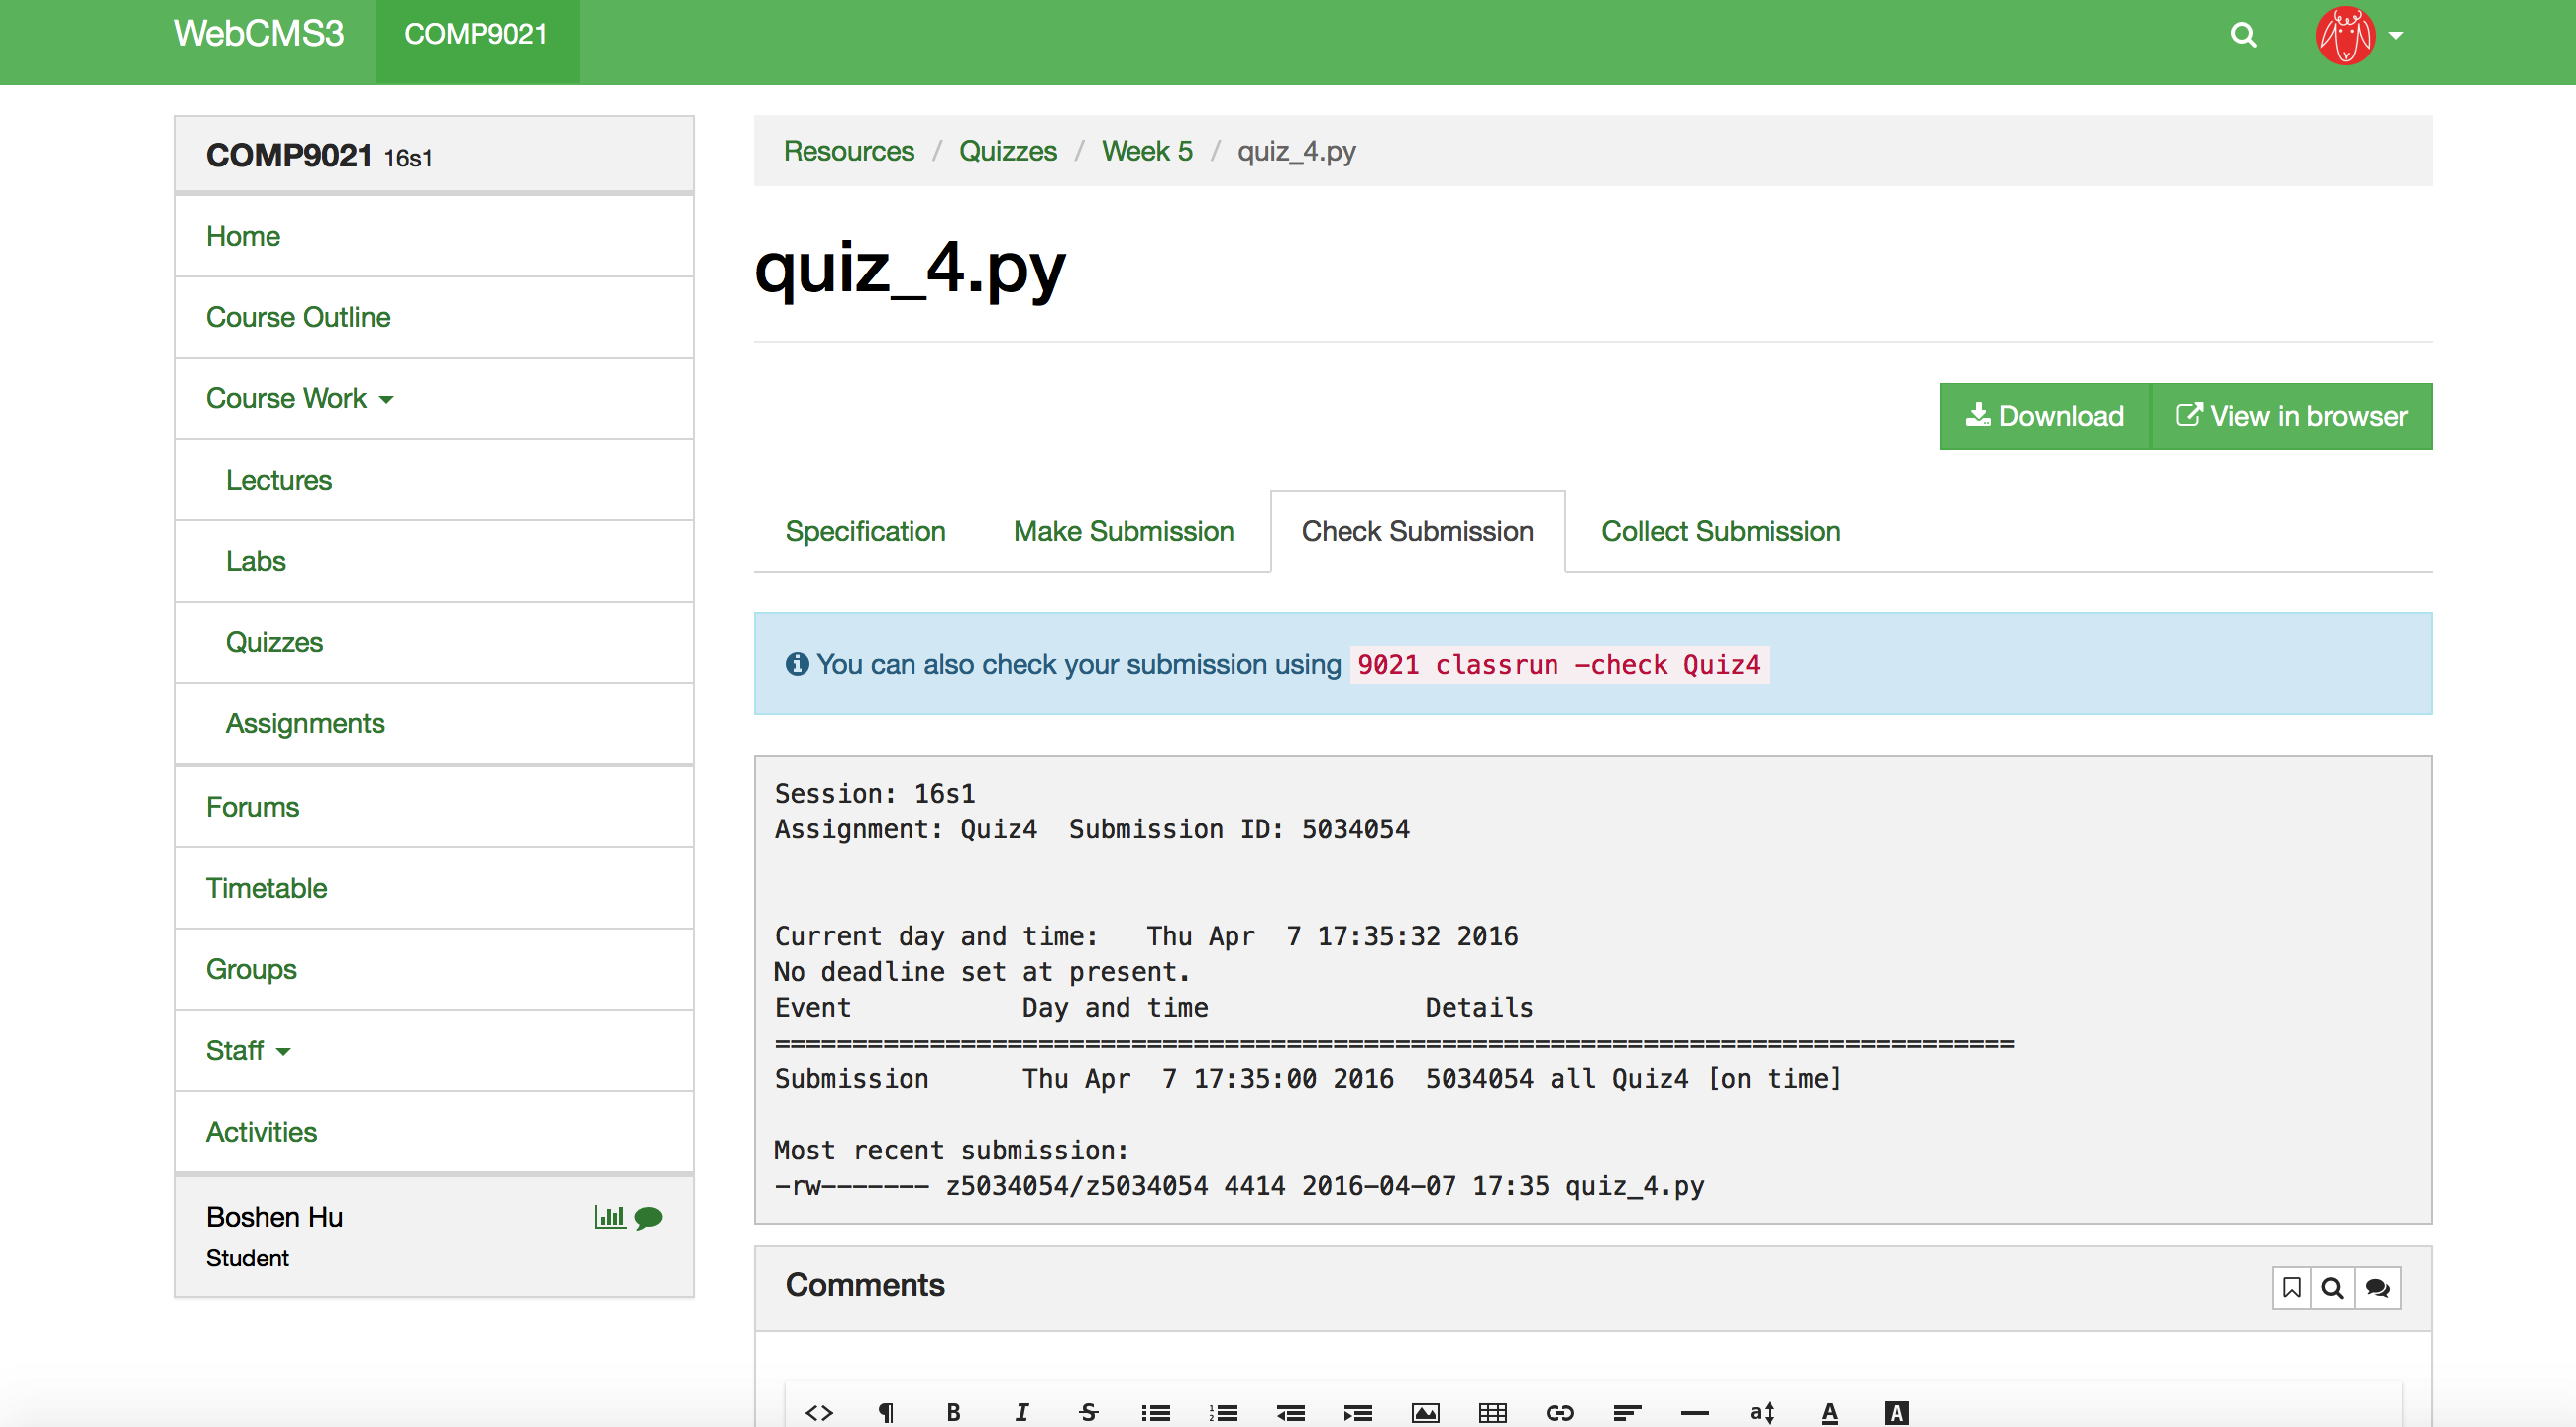 WebCMS3 COMP9021
COMP9021 16s1
Home
Course Outline
Course Work
Lectures
Labs
Quizzes
Assignments
Forums
Timetable
Groups
Staff
Activities
Boshen Hu
Student
Resources / Quizzes / Week 5 / quiz_4.py
quiz_4.py
Download View in browser
Specification Make Submission Check Submission Collect Submission
You can also check your submission using 9021 classrun -check Quiz4
Session: 16s1
Assignment: Quiz4  Submission ID: 5034054
Current day and time:   Thu Apr  7 17:35:32 2016
No deadline set at present.
Event           Day and time              Details
================================================================================
Submission      Thu Apr  7 17:35:00 2016  5034054 all Quiz4 [on time]
Most recent submission:
-rw------- z5034054/z5034054 4414 2016-04-07 17:35 quiz_4.py
Comments